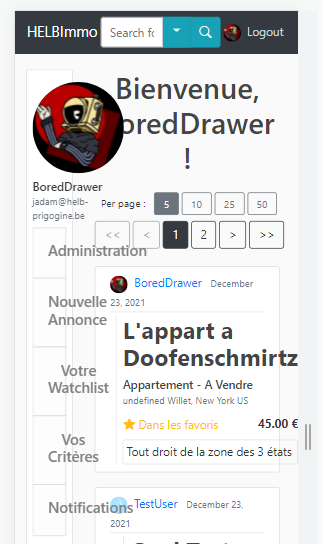 HELBImmo Search fo Logout
Bienvenue,
oredDrawer
!
BoredDrawer
jadam@helb-
prigogine.be
Per page : 5 10 25 50
<< < 1 2 > >>
Administration
Nouvelle
Annonce
Votre
Watchlist
Vos
Critères
Notifications
BoredDrawer December
23, 2021
L'appart a
Doofenschmirtz
Appartement - A Vendre
undefined Willet, New York US
Dans les favoris 45.00 €
Tout droit de la zone des 3 états
TestUser December 23,
2021